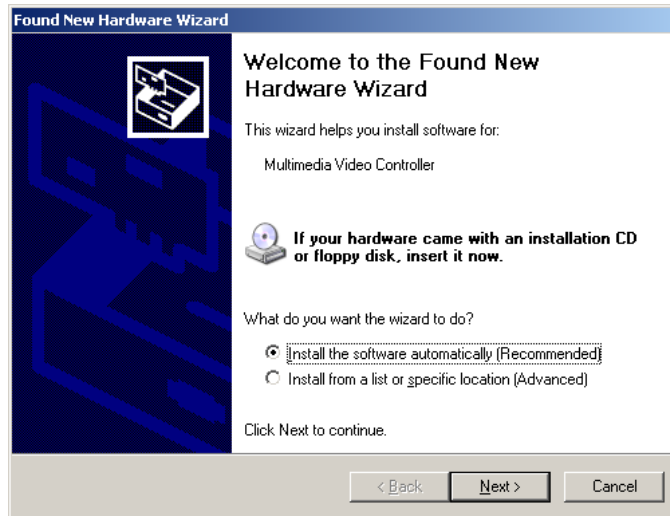 Found New Hardware Wizard
Welcome to the Found New
Hardware Wizard
This wizard helps you install software for:
Multimedia Video Controller
If your hardware came with an installation CD
or floppy disk, insert it now.
What do you want the wizard to do?
Install the software automatically (Recommended)
Install from a list or specific location (Advanced)
Click Next to continue.
< Back Next > Cancel